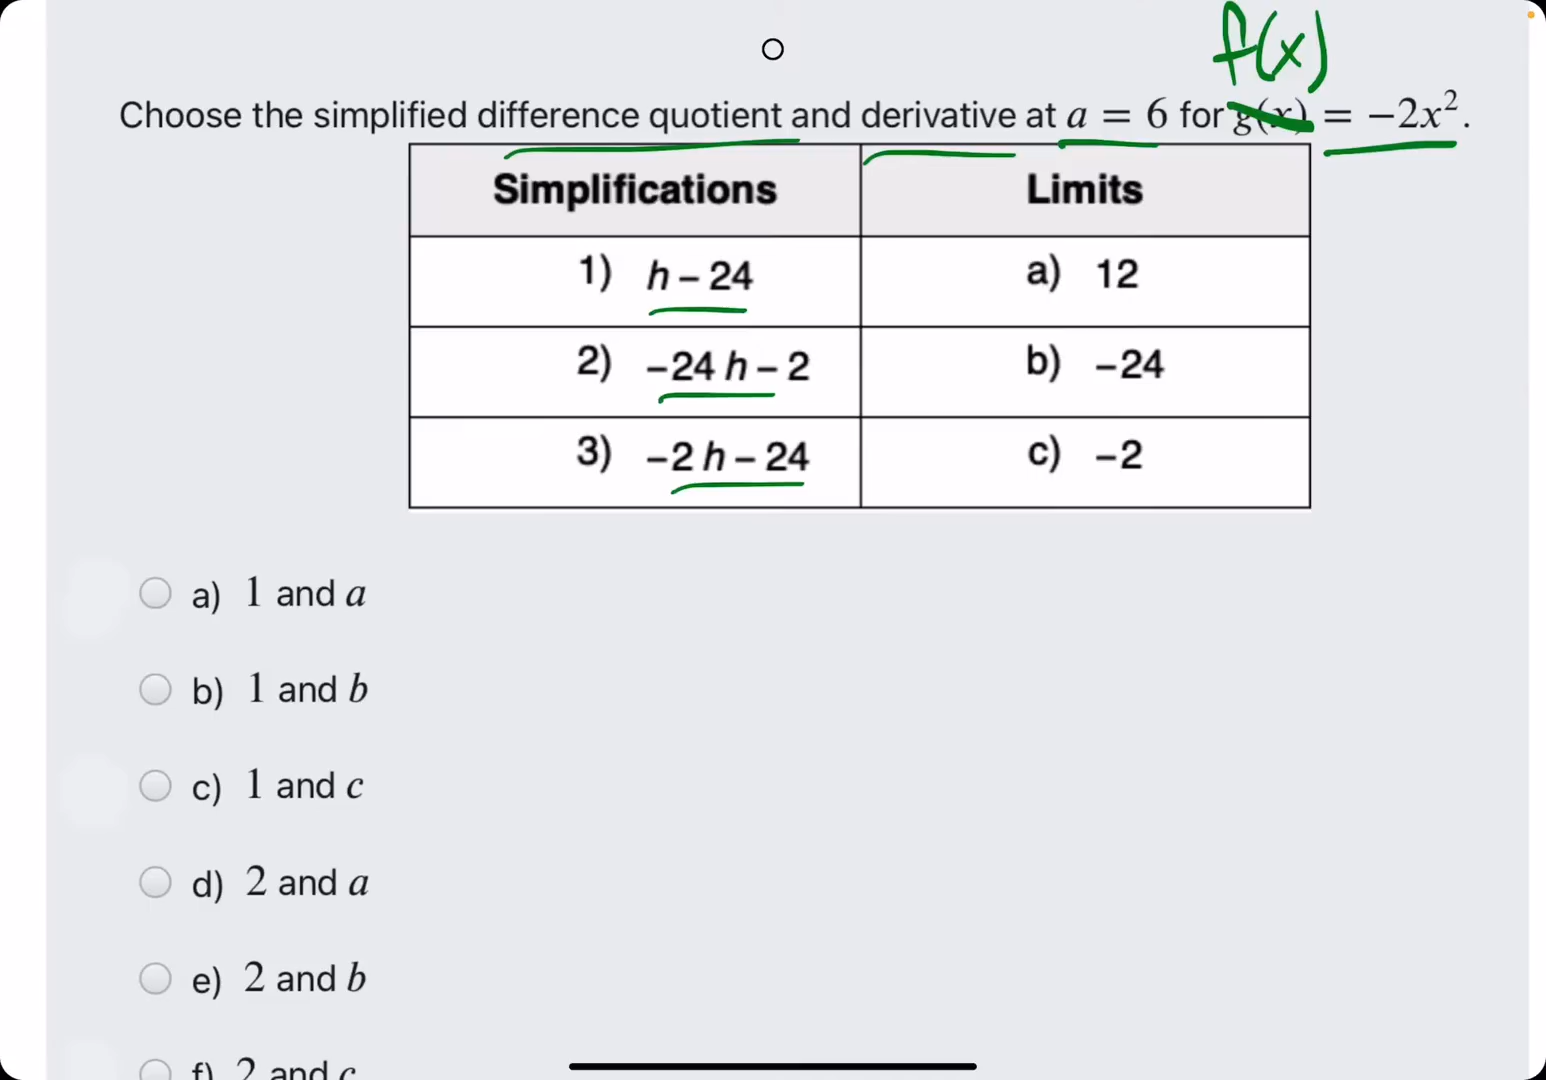 f(x)
Choose the simplified difference quotient and derivative at a = 6 for g(x) = −2x².
Simplifications Limits
1) h – 24 a) 12
2) –24 h – 2 b) –24
3) –2 h – 24 c) –2
a) 1 and a
b) 1 and b
c) 1 and c
d) 2 and a
e) 2 and b
f) 2 and c